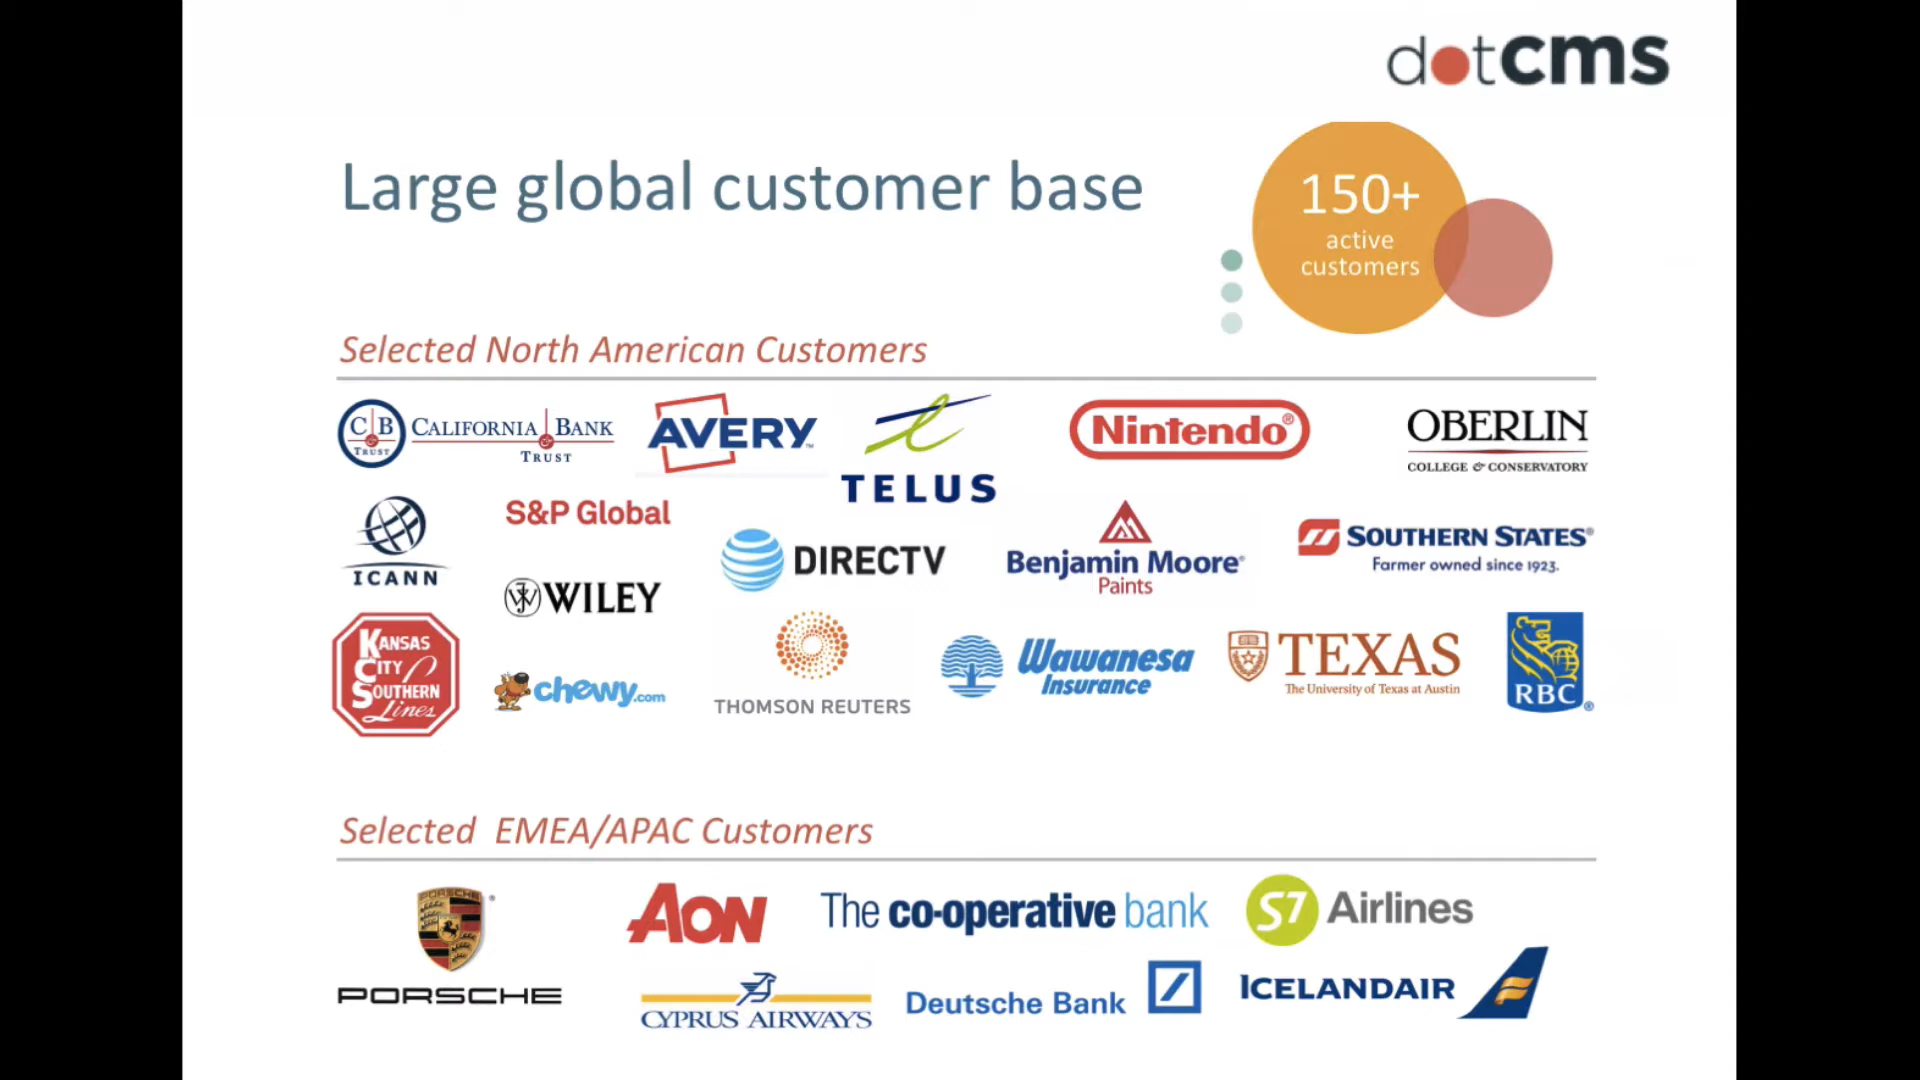 dotcms
Large global customer base
150+
active
customers
Selected North American Customers
C B
&
TRUST
CALIFORNIA & BANK
TRUST
AVERY™
TELUS
Nintendo®
OBERLIN
COLLEGE & CONSERVATORY
ICANN
S&P Global
WILEY
DIRECTV
Benjamin Moore®
Paints
SOUTHERN STATES®
Farmer owned since 1923.
KANSAS
CITY
SOUTHERN
Lines
chewy.com
THOMSON REUTERS
Wawanesa
Insurance
TEXAS
The University of Texas at Austin
RBC®
Selected EMEA/APAC Customers
PORSCHE®
PORSCHE
AON
The co-operative bank
S7 Airlines
CYPRUS AIRWAYS
Deutsche Bank
ICELANDAIR